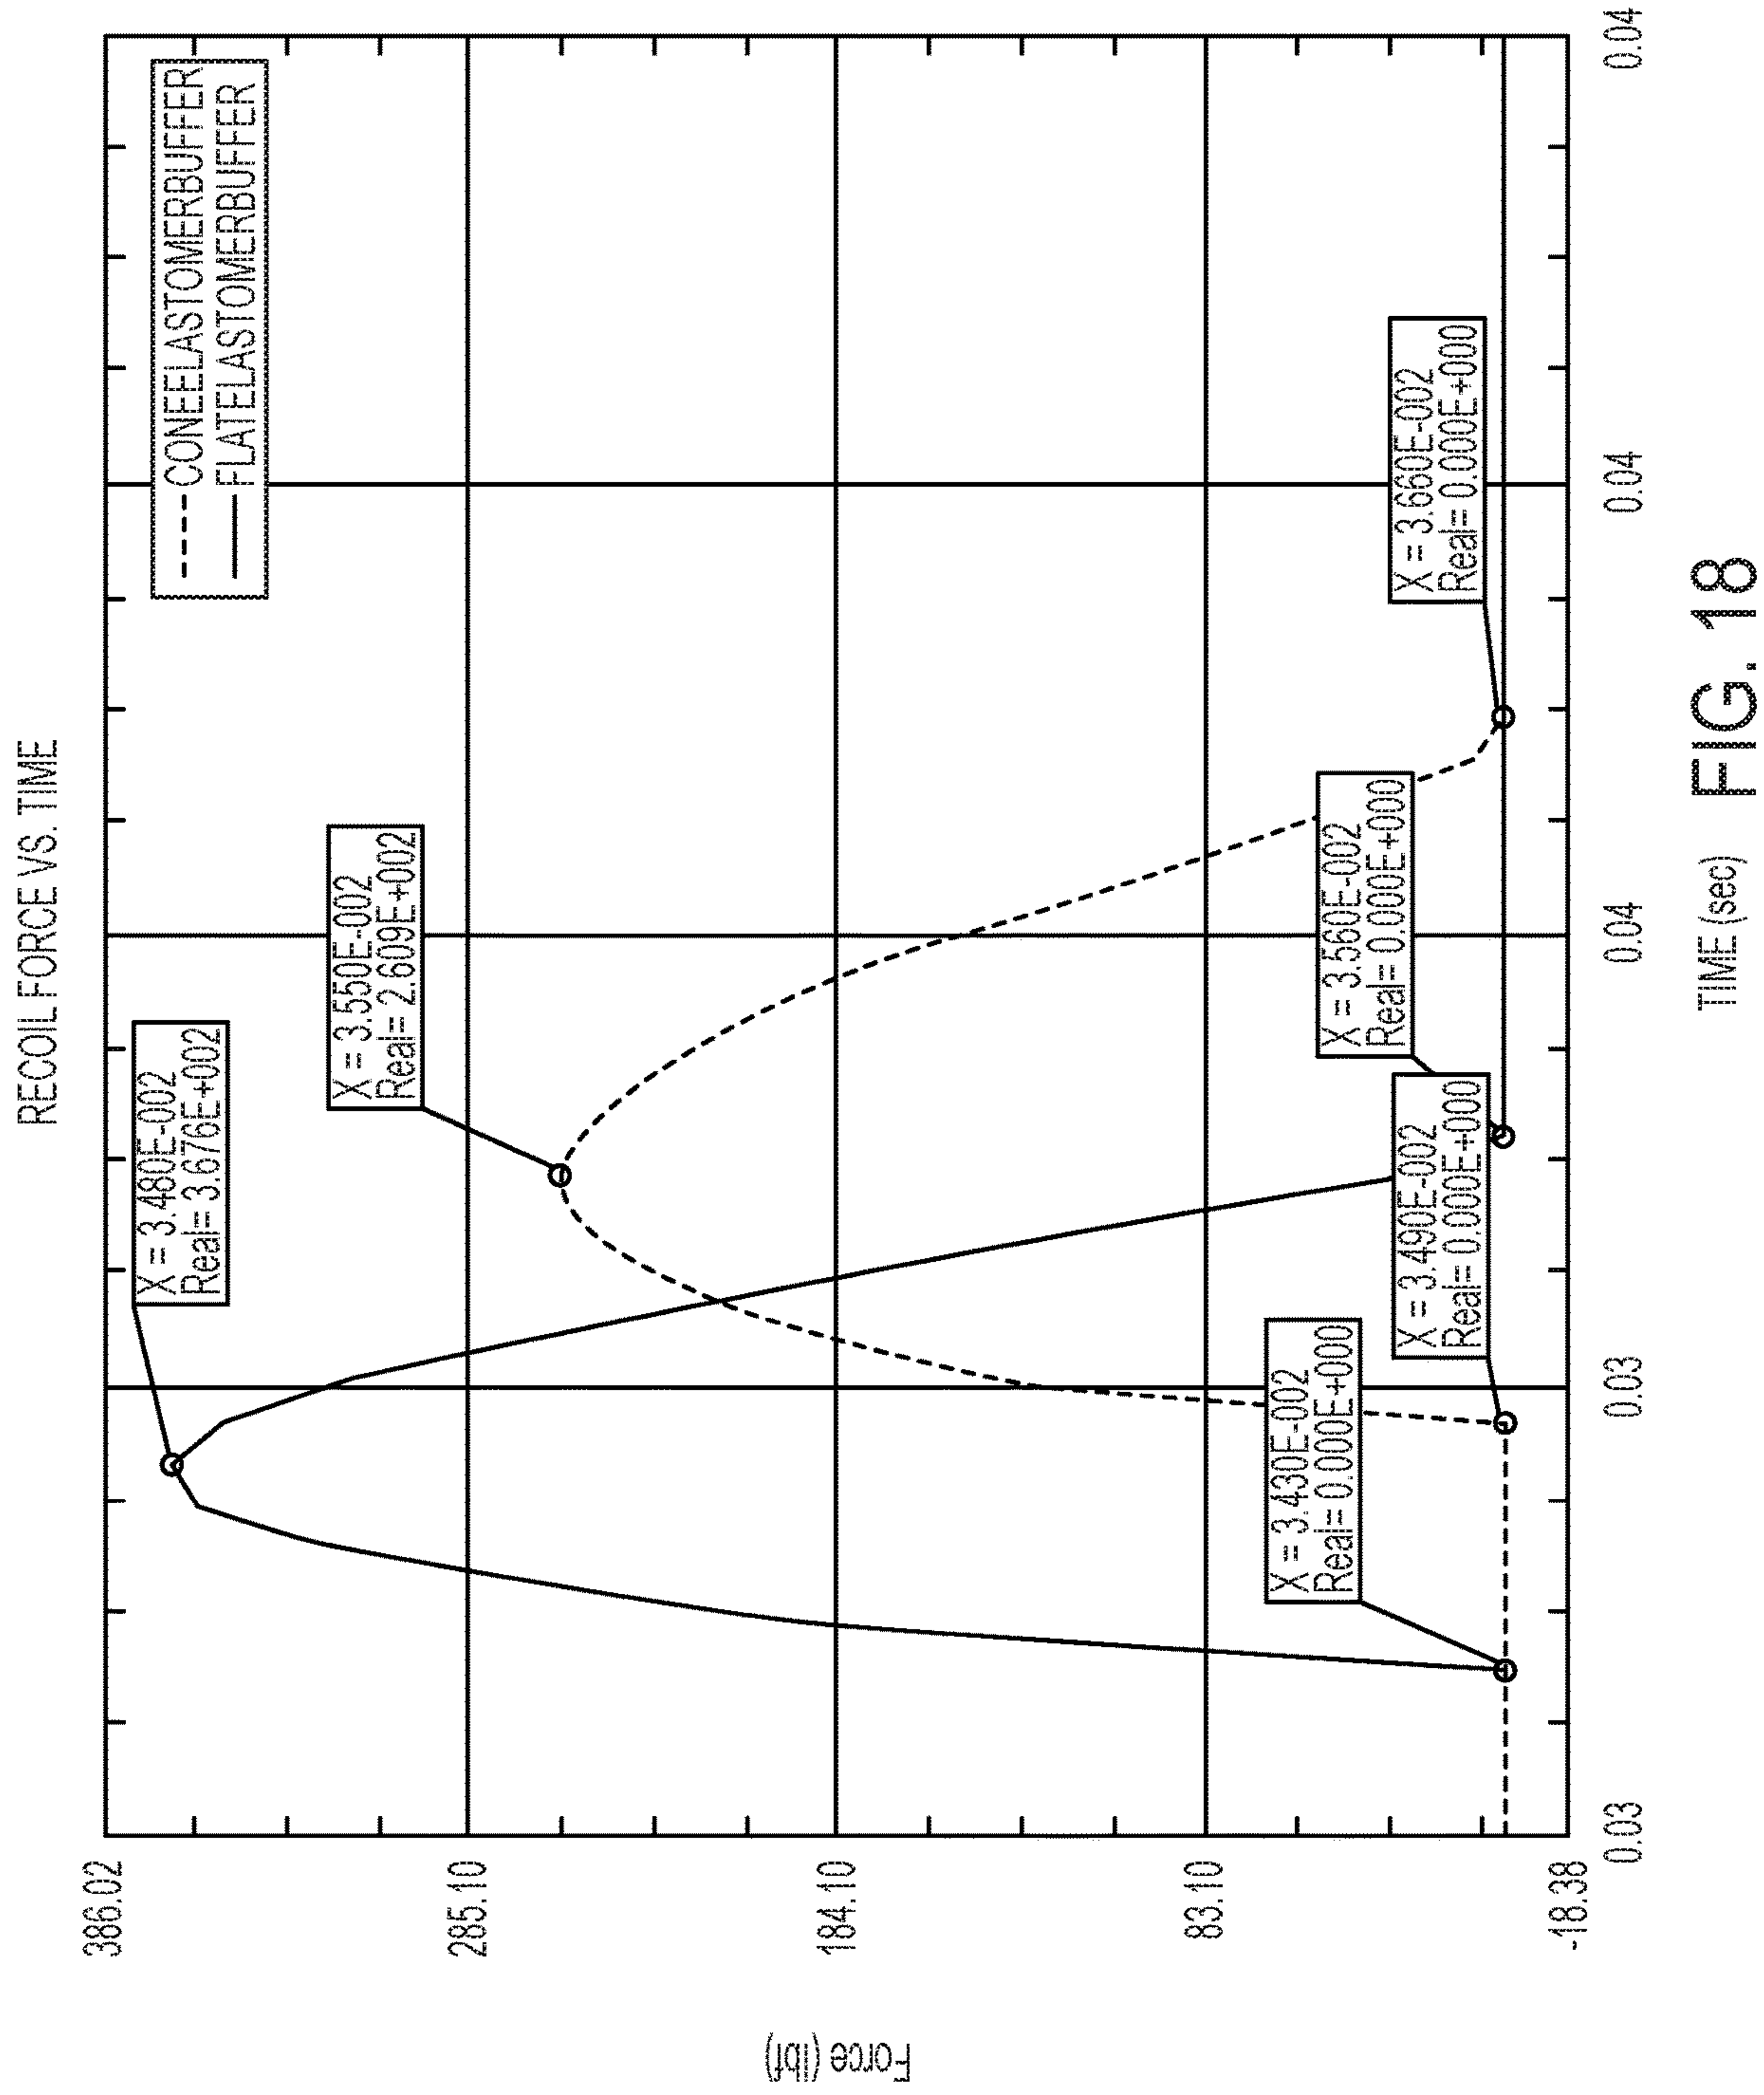 RECOIL FORCE VS. TIME
CONEELASTOMERBUFFER
FLATELASTOMERBUFFER
X = 3.480E-002
Real= 3.676E+002
X = 3.550E-002
Real= 2.609E+002
X = 3.430E-002
Real= 0.000E+000
X = 3.490E-002
Real= 0.000E+000
X = 3.560E-002
Real= 0.000E+000
X = 3.660E-002
Real= 0.000E+000
Force (lbf)
386.02
285.10
184.10
83.10
-18.38
0.03
0.03
0.04
0.04
0.04
TIME (sec)
FIG. 18